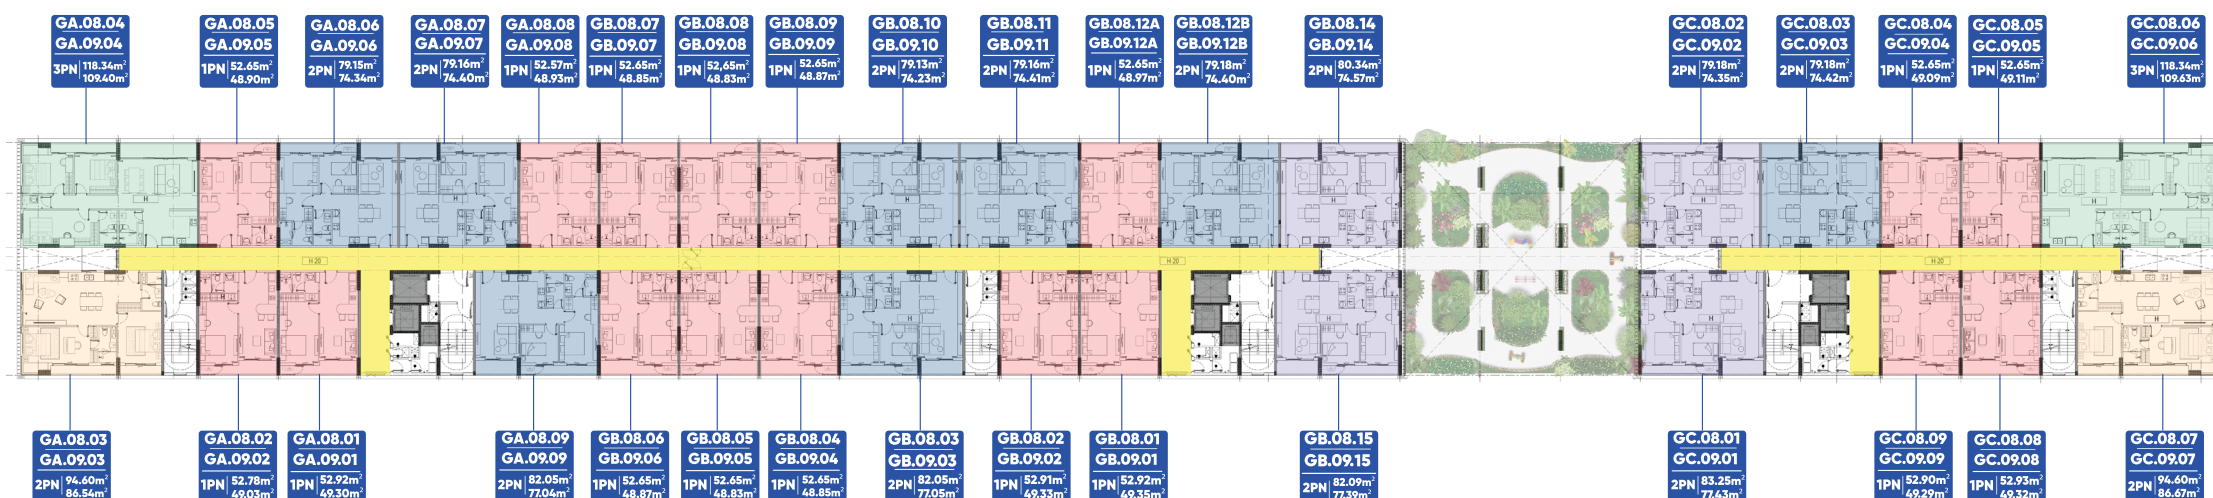 GA.08.04
GA.09.04
3PN 118.34m²
109.40m²
GA.08.05
GA.09.05
1PN 52.65m²
48.90m²
GA.08.06
GA.09.06
2PN 79.15m²
74.34m²
GA.08.07
GA.09.07
2PN 79.16m²
74.40m²
GA.08.08
GA.09.08
1PN 52.57m²
48.93m²
GB.08.07
GB.09.07
1PN 52.65m²
48.85m²
GB.08.08
GB.09.08
1PN 52,65m²
48.83m²
GB.08.09
GB.09.09
1PN 52.65m²
48.87m²
GB.08.10
GB.09.10
2PN 79.13m²
74.23m²
GB.08.11
GB.09.11
2PN 79.16m²
74.41m²
GB.08.12A
GB.09.12A
1PN 52.65m²
48.97m²
GB.08.12B
GB.09.12B
2PN 79.18m²
74.40m²
GB.08.14
GB.09.14
2PN 80.34m²
74.57m²
GC.08.02
GC.09.02
2PN 79.18m²
74.35m²
GC.08.03
GC.09.03
2PN 79.18m²
74.42m²
GC.08.04
GC.09.04
1PN 52.65m²
49.09m²
GC.08.05
GC.09.05
1PN 52.65m²
49.11m²
GC.08.06
GC.09.06
3PN 118.34m²
109.63m²
H
H
H
H
H
H
H
H 20
H 20
H 20
H
H
H
H
GA.08.03
GA.09.03
2PN 94.60m²
86.54m²
GA.08.02
GA.09.02
1PN 52.78m²
49.03m²
GA.08.01
GA.09.01
1PN 52.92m²
49.30m²
GA.08.09
GA.09.09
2PN 82.05m²
77.04m²
GB.08.06
GB.09.06
1PN 52.65m²
48.87m²
GB.08.05
GB.09.05
1PN 52.65m²
48.83m²
GB.08.04
GB.09.04
1PN 52.65m²
48.85m²
GB.08.03
GB.09.03
2PN 82.05m²
77.05m²
GB.08.02
GB.09.02
1PN 52.91m²
49.33m²
GB.08.01
GB.09.01
1PN 52.92m²
49.35m²
GB.08.15
GB.09.15
2PN 82.09m²
77.39m²
GC.08.01
GC.09.01
2PN 83.25m²
77.43m²
GC.08.09
GC.09.09
1PN 52.90m²
49.29m²
GC.08.08
GC.09.08
1PN 52.93m²
49.32m²
GC.08.07
GC.09.07
2PN 94.60m²
86.67m²